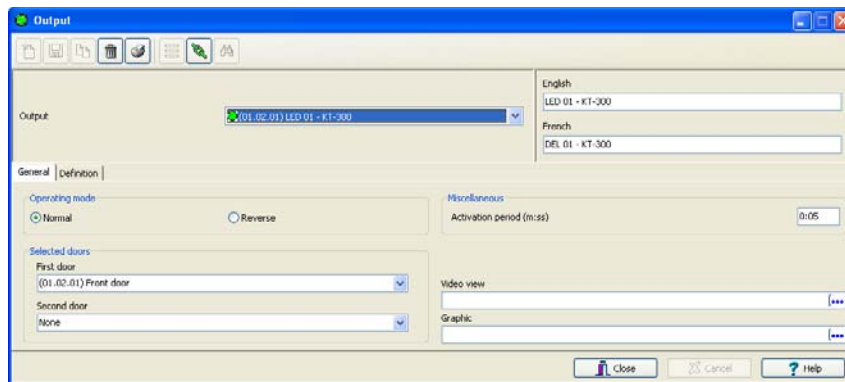 Output
English
LED 01 - KT-300
Output
(01.02.01) LED 01 - KT-300
French
DEL 01 - KT-300
General
Definition
Operating mode
Normal
Reverse
Miscellaneous
Activation period (m:ss)
0:05
Selected doors
First door
(01.02.01) Front door
Second door
None
Video view
Graphic
Close
Cancel
Help